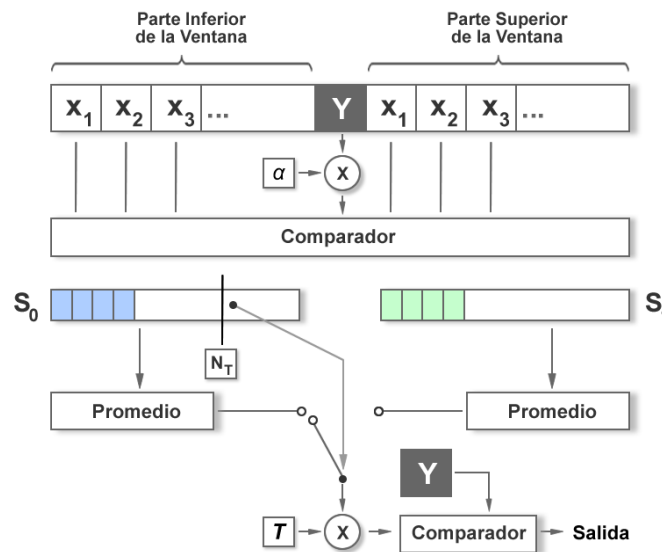 Parte Inferior
de la Ventana
Parte Superior
de la Ventana
x1 x2 x3 ... Y x1 x2 x3 ...
α X
Comparador
S0
S
NT
Promedio
Promedio
Y
T X Comparador Salida